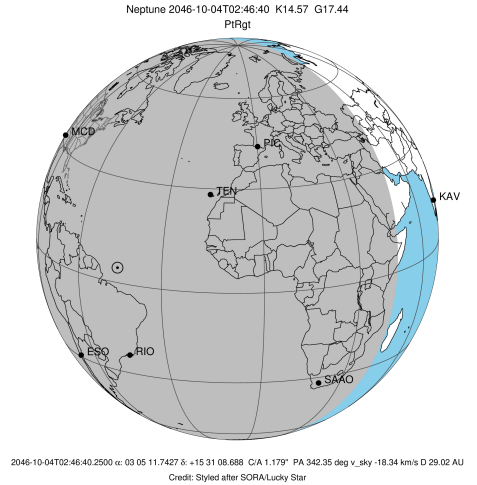 Neptune 2046-10-04T02:46:40 K14.57 G17.44
PtRgt
MCD
PIC
TEN
KAV
ESO
RIO
SAAO
2046-10-04T02:46:40.2500 α: 03 05 11.7427 δ: +15 31 08.688 C/A 1.179" PA 342.35 deg v_sky -18.34 km/s D 29.02 AU
Credit: Styled after SORA/Lucky Star